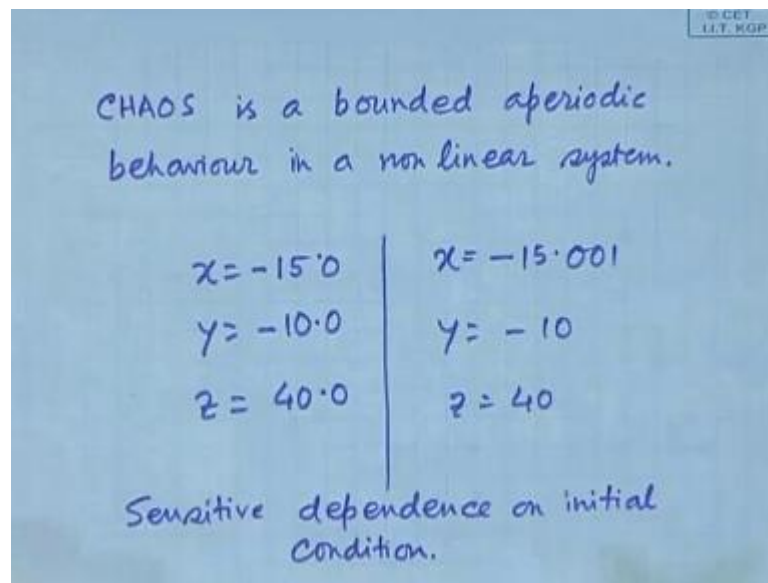 © CET
I.I.T. KGP
CHAOS is a bounded aperiodic
behaviour in a non linear system.
x = -15·0 x = -15·001
y = -10·0 y = -10
z = 40·0 z = 40
Sensitive dependence on initial
Condition.